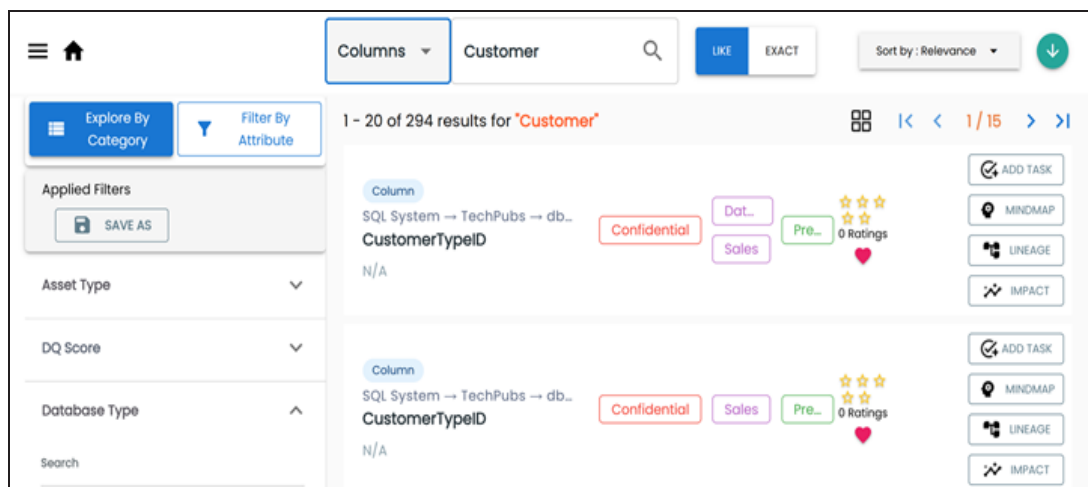 Columns
Customer
LIKE
EXACT
Sort by : Relevance
Explore By
Category
Filter By
Attribute
Applied Filters
SAVE AS
Asset Type
DQ Score
Database Type
Search
1 - 20 of 294 results for "Customer"
1 / 15
Column
SQL System → TechPubs → db...
CustomerTypeID
N/A
Confidential
Dat...
Sales
Pre...
0 Ratings
ADD TASK
MINDMAP
LINEAGE
IMPACT
Column
SQL System → TechPubs → db...
CustomerTypeID
N/A
Confidential
Sales
Pre...
0 Ratings
ADD TASK
MINDMAP
LINEAGE
IMPACT